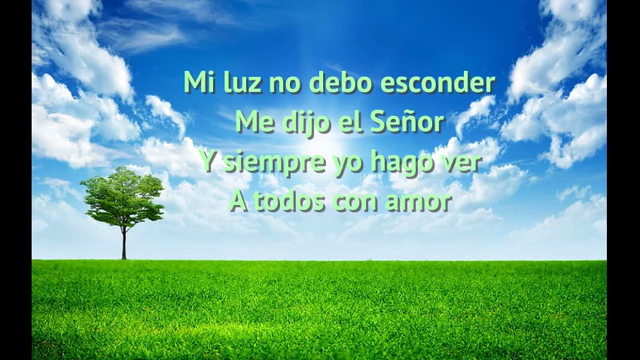 Mi luz no debo esconder
Me dijo el Señor
Y siempre yo hago ver
A todos con amor